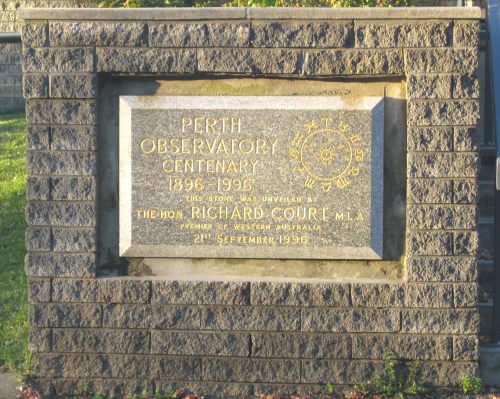 PERTH
OBSERVATORY
CENTENARY
1896-1996
THIS STONE WAS UNVEILED
BY
THE HON. RICHARD COURT M.L.A.
PREMIER OF WESTERN AUSTRALIA
21ST SEPTEMBER 1996